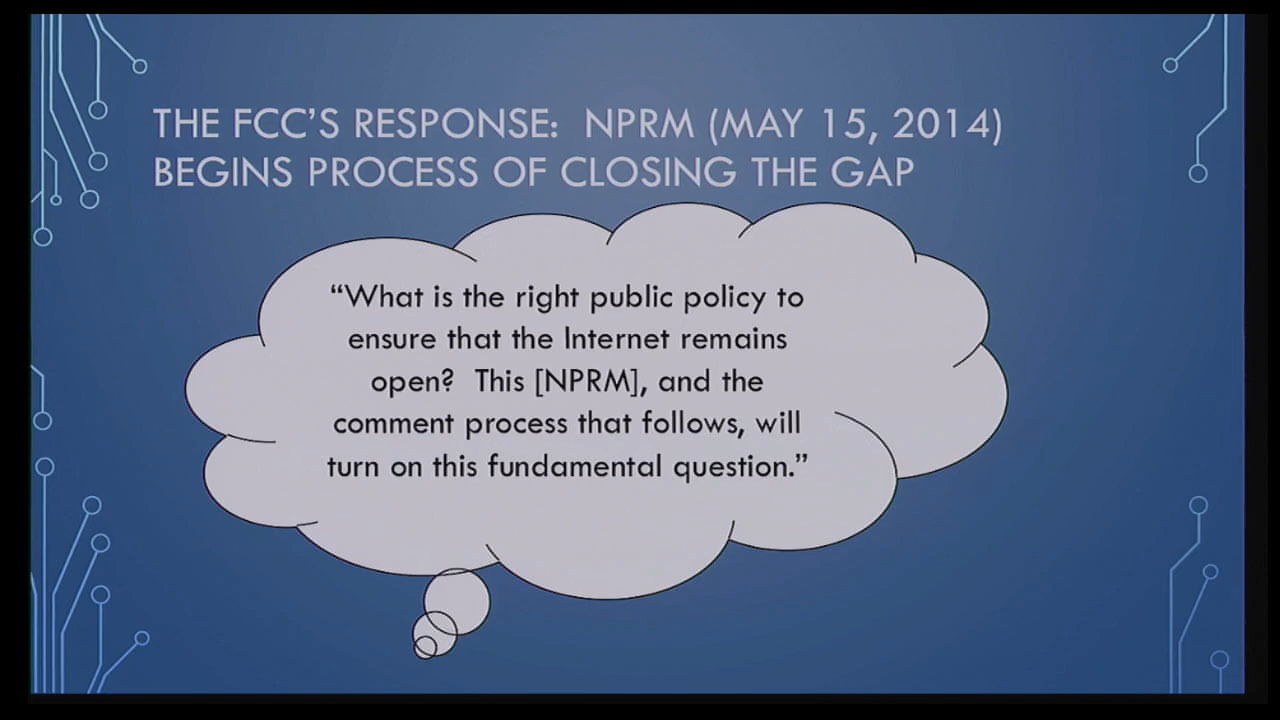 THE FCC'S RESPONSE: NPRM (MAY 15, 2014)
BEGINS PROCESS OF CLOSING THE GAP
“What is the right public policy to
ensure that the Internet remains
open? This [NPRM], and the
comment process that follows, will
turn on this fundamental question.”